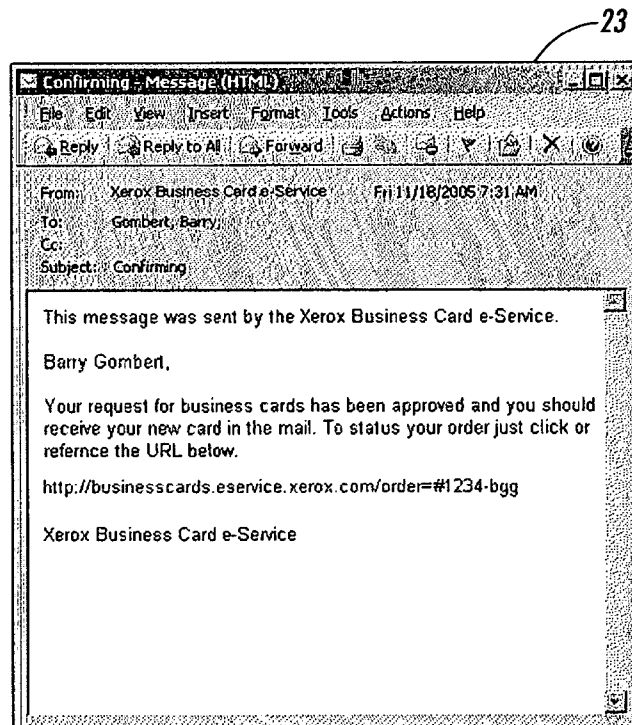 23
Confirming - Message (HTML)
File Edit View Insert Format Tools Actions Help
Reply Reply to All Forward
From: Xerox Business Card e-Service Fri 11/18/2005 7:31 AM
To: Gombert, Barry;
Cc:
Subject: Confirming
This message was sent by the Xerox Business Card e-Service.
Barry Gombert,
Your request for business cards has been approved and you should
receive your new card in the mail. To status your order just click or
refernce the URL below.
http://businesscards.eservice.xerox.com/order=#1234-bgg
Xerox Business Card e-Service